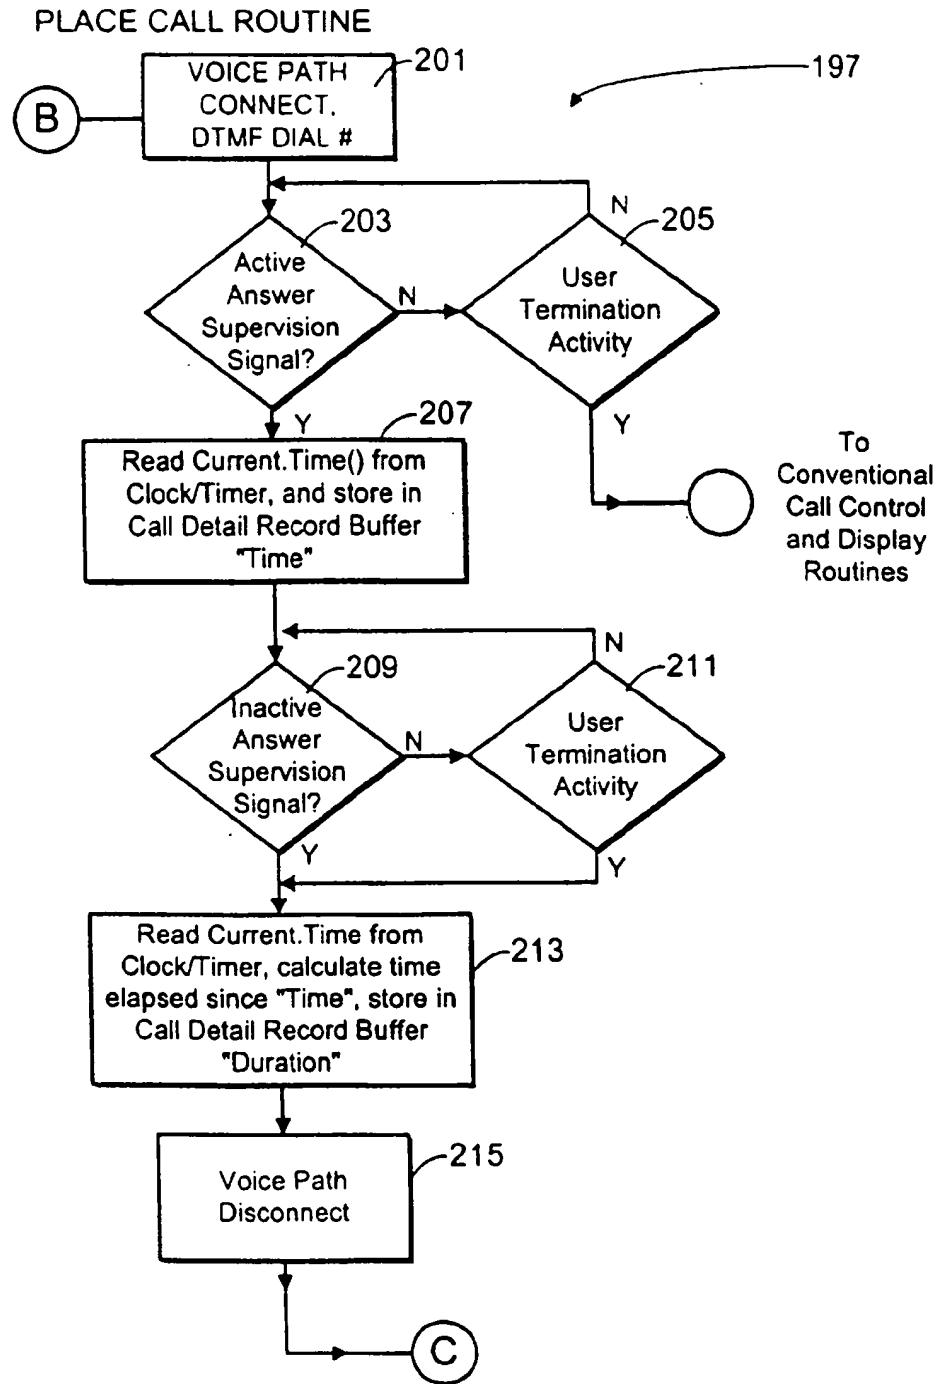 PLACE CALL ROUTINE
B
VOICE PATH
CONNECT,
DTMF DIAL #
201
197
N
203
205
Active
Answer
Supervision
Signal?
N
User
Termination
Activity
Y
Y
207
Read Current.Time() from
Clock/Timer, and store in
Call Detail Record Buffer
"Time"
To
Conventional
Call Control
and Display
Routines
N
209
211
Inactive
Answer
Supervision
Signal?
N
User
Termination
Activity
Y
Y
Read Current.Time from
Clock/Timer, calculate time
elapsed since "Time", store in
Call Detail Record Buffer
"Duration"
213
Voice Path
Disconnect
215
C